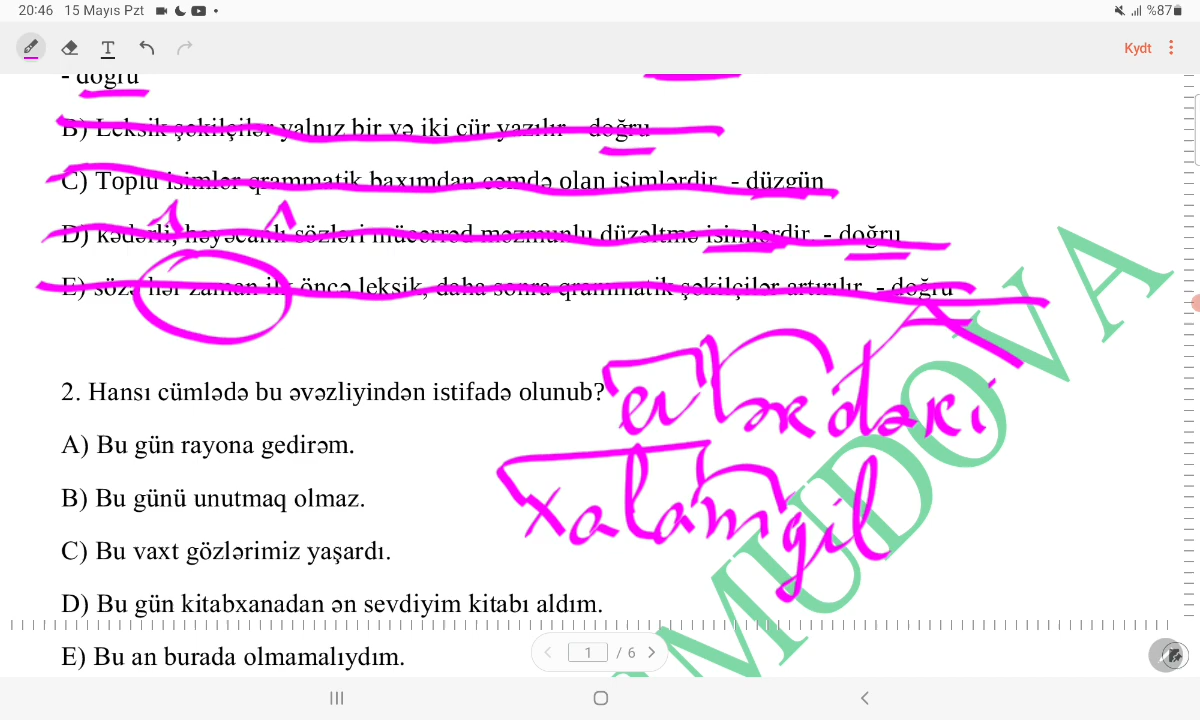 20:46 15 Mayıs Pzt • %87
T Kydt
- doğru
B) Leksik şəkilçilər yalnız bir və iki cür yazılır - doğru
C) Toplu isimlər qrammatik baxımdan cəmdə olan isimlərdir. - düzgün
D) kədərli, həyəcanlı sözləri mücərrəd məzmunlu düzəltmə isimlərdir. - doğru
E) sözə hər zaman ilk öncə leksik, daha sonra qrammatik şəkilçilər artırılır. - doğru
2. Hansı cümlədə bu əvəzliyindən istifadə olunub?
evlərdəki
A) Bu gün rayona gedirəm.
xalamgil
B) Bu günü unutmaq olmaz.
C) Bu vaxt gözlərimiz yaşardı.
D) Bu gün kitabxanadan ən sevdiyim kitabı aldım.
E) Bu an burada olmamalıydım.
1 / 6
MUDOVA